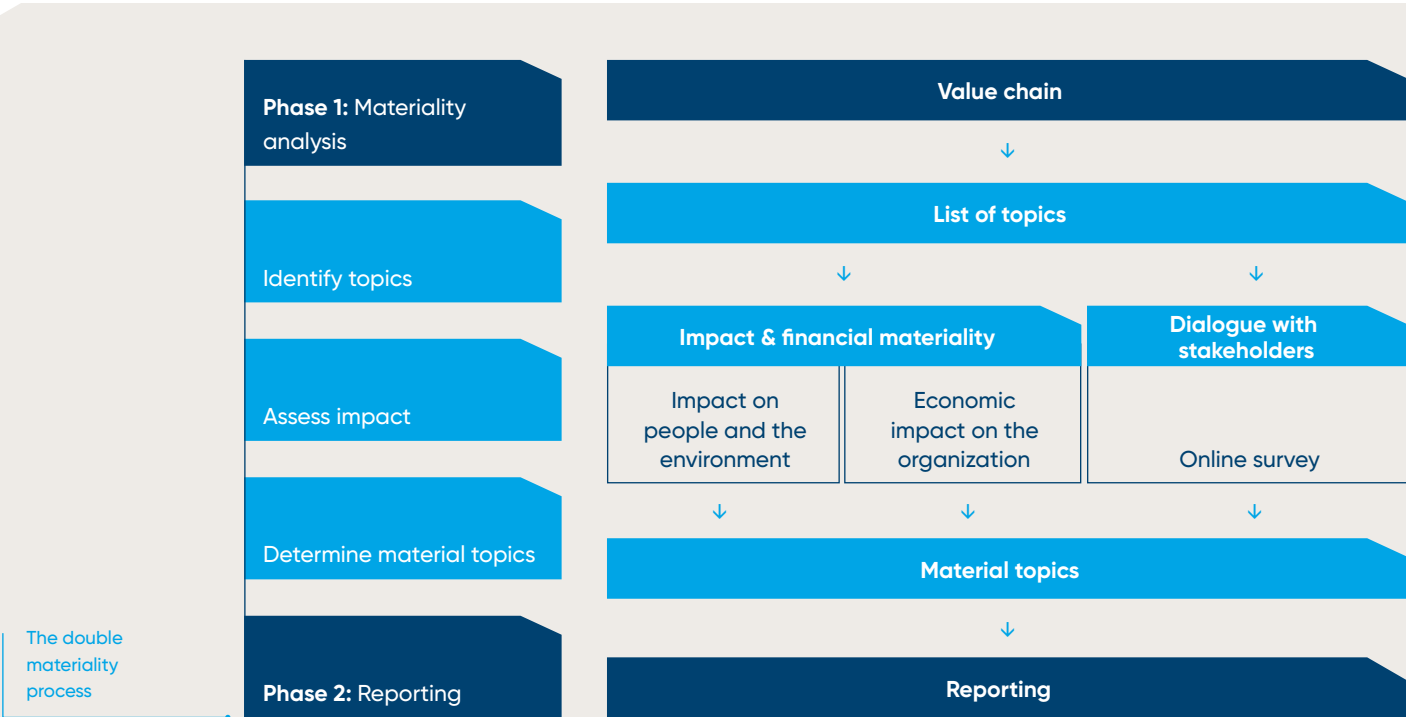 Phase 1: Materiality
analysis
Identify topics
Assess impact
Determine material topics
Phase 2: Reporting
Value chain
↓
List of topics
↓ ↓
Impact & financial materiality
Dialogue with
stakeholders
Impact on
people and the
environment
Economic
impact on the
organization
Online survey
↓ ↓ ↓
Material topics
↓
Reporting
The double
materiality
process